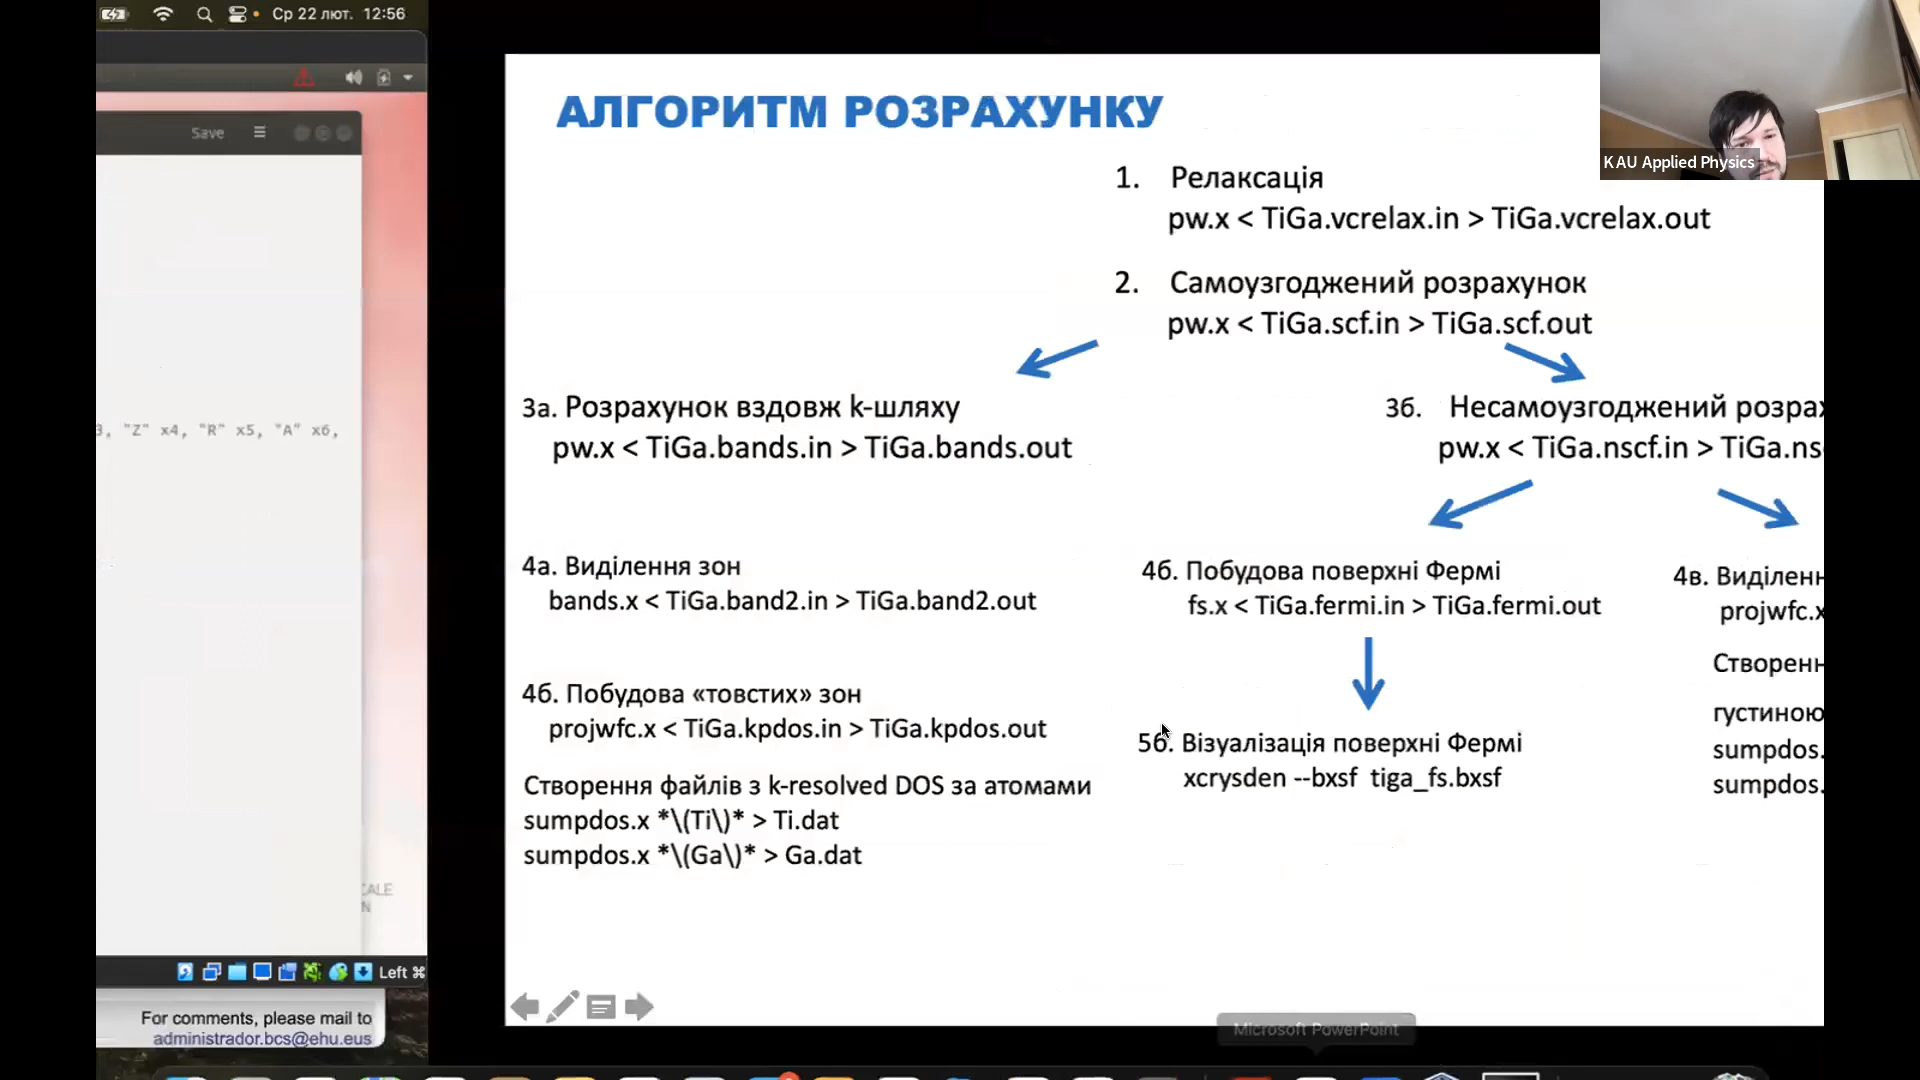 Ср 22 лют. 12:56
Save
3, "Z" x4, "R" x5, "A" x6,
CALE
N
Left ⌘
For comments, please mail to
administrador.bcs@ehu.eus
АЛГОРИТМ РОЗРАХУНКУ
1. Релаксація
pw.x < TiGa.vcrelax.in > TiGa.vcrelax.out
2. Самоузгоджений розрахунок
pw.x < TiGa.scf.in > TiGa.scf.out
3а. Розрахунок вздовж k-шляху
pw.x < TiGa.bands.in > TiGa.bands.out
3б. Несамоузгоджений розрах
pw.x < TiGa.nscf.in > TiGa.ns
4а. Виділення зон
bands.x < TiGa.band2.in > TiGa.band2.out
4б. Побудова «товстих» зон
projwfc.x < TiGa.kpdos.in > TiGa.kpdos.out
Створення файлів з k-resolved DOS за атомами
sumpdos.x *\(Ti\)* > Ti.dat
sumpdos.x *\(Ga\)* > Ga.dat
4б. Побудова поверхні Фермі
fs.x < TiGa.fermi.in > TiGa.fermi.out
5б. Візуалізація поверхні Фермі
xcrysden --bxsf tiga_fs.bxsf
4в. Виділенн
projwfc.x
Створенн
густиною
sumpdos.
sumpdos.
Microsoft PowerPoint
KAU Applied Physics